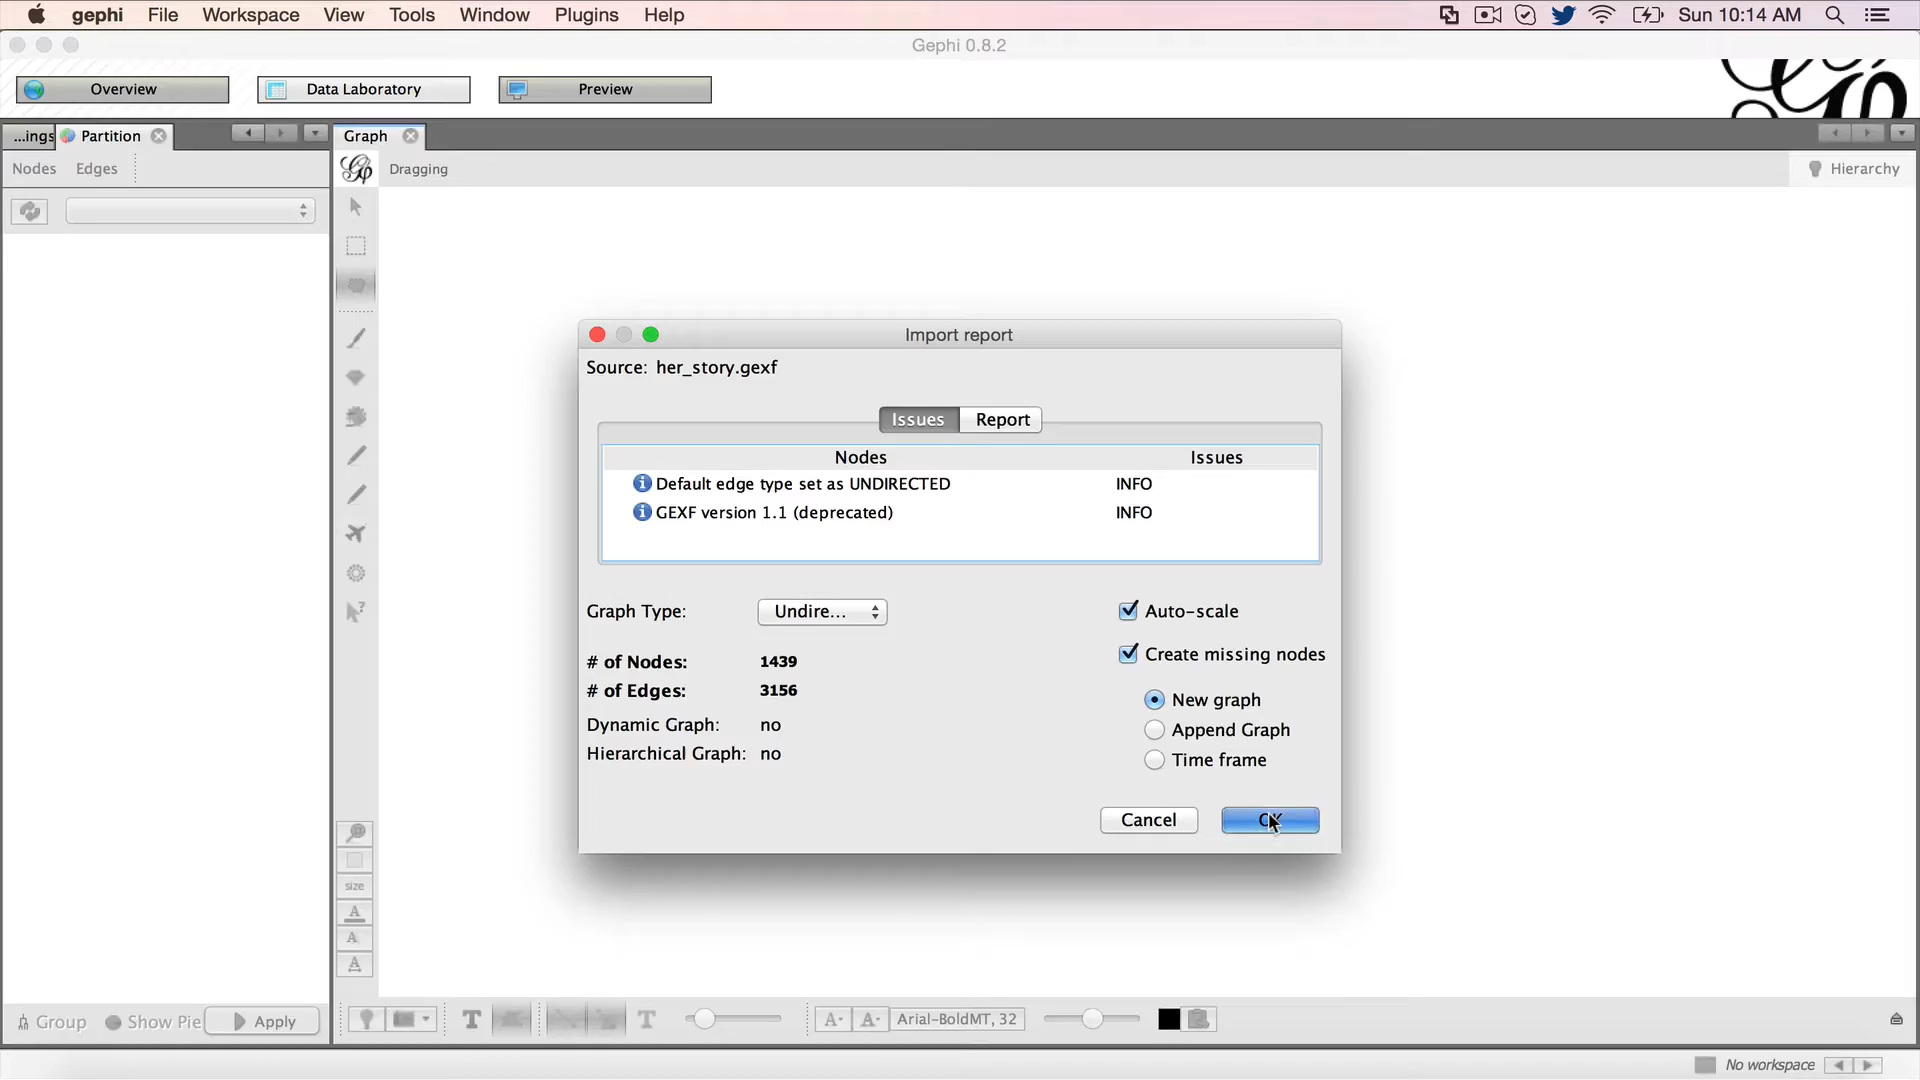 gephi File Workspace View Tools Window Plugins Help Sun 10:14 AM
Gephi 0.8.2
Overview Data Laboratory Preview
...ings Partition Graph
Nodes Edges Dragging Hierarchy
Import report
Source: her_story.gexf
Issues Report
Nodes Issues
Default edge type set as UNDIRECTED INFO
GEXF version 1.1 (deprecated) INFO
Graph Type: Undire... Auto-scale
# of Nodes: 1439 Create missing nodes
# of Edges: 3156 New graph
Dynamic Graph: no Append Graph
Hierarchical Graph: no Time frame
Cancel OK
size
A
A
A
Group Show Pie Apply T T A- A- Arial-BoldMT, 32
No workspace